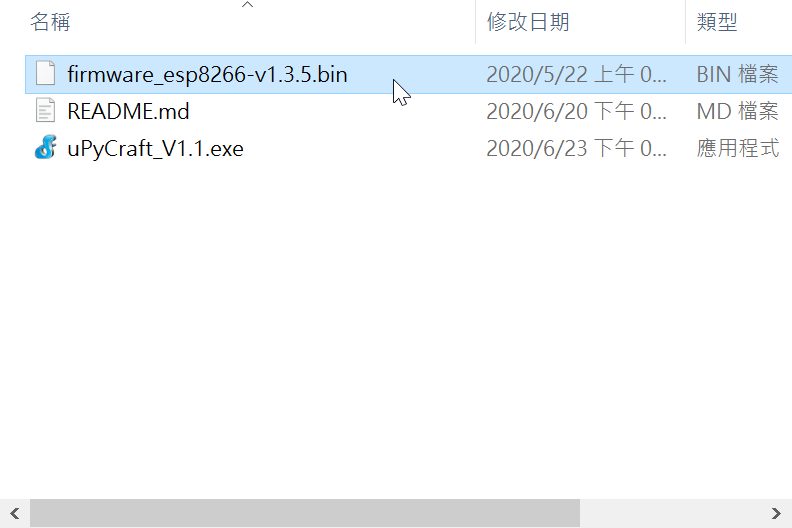 名稱 修改日期 類型
firmware_esp8266-v1.3.5.bin 2020/5/22 上午 0... BIN 檔案
README.md 2020/6/20 下午 0... MD 檔案
uPyCraft_V1.1.exe 2020/6/23 下午 0... 應用程式